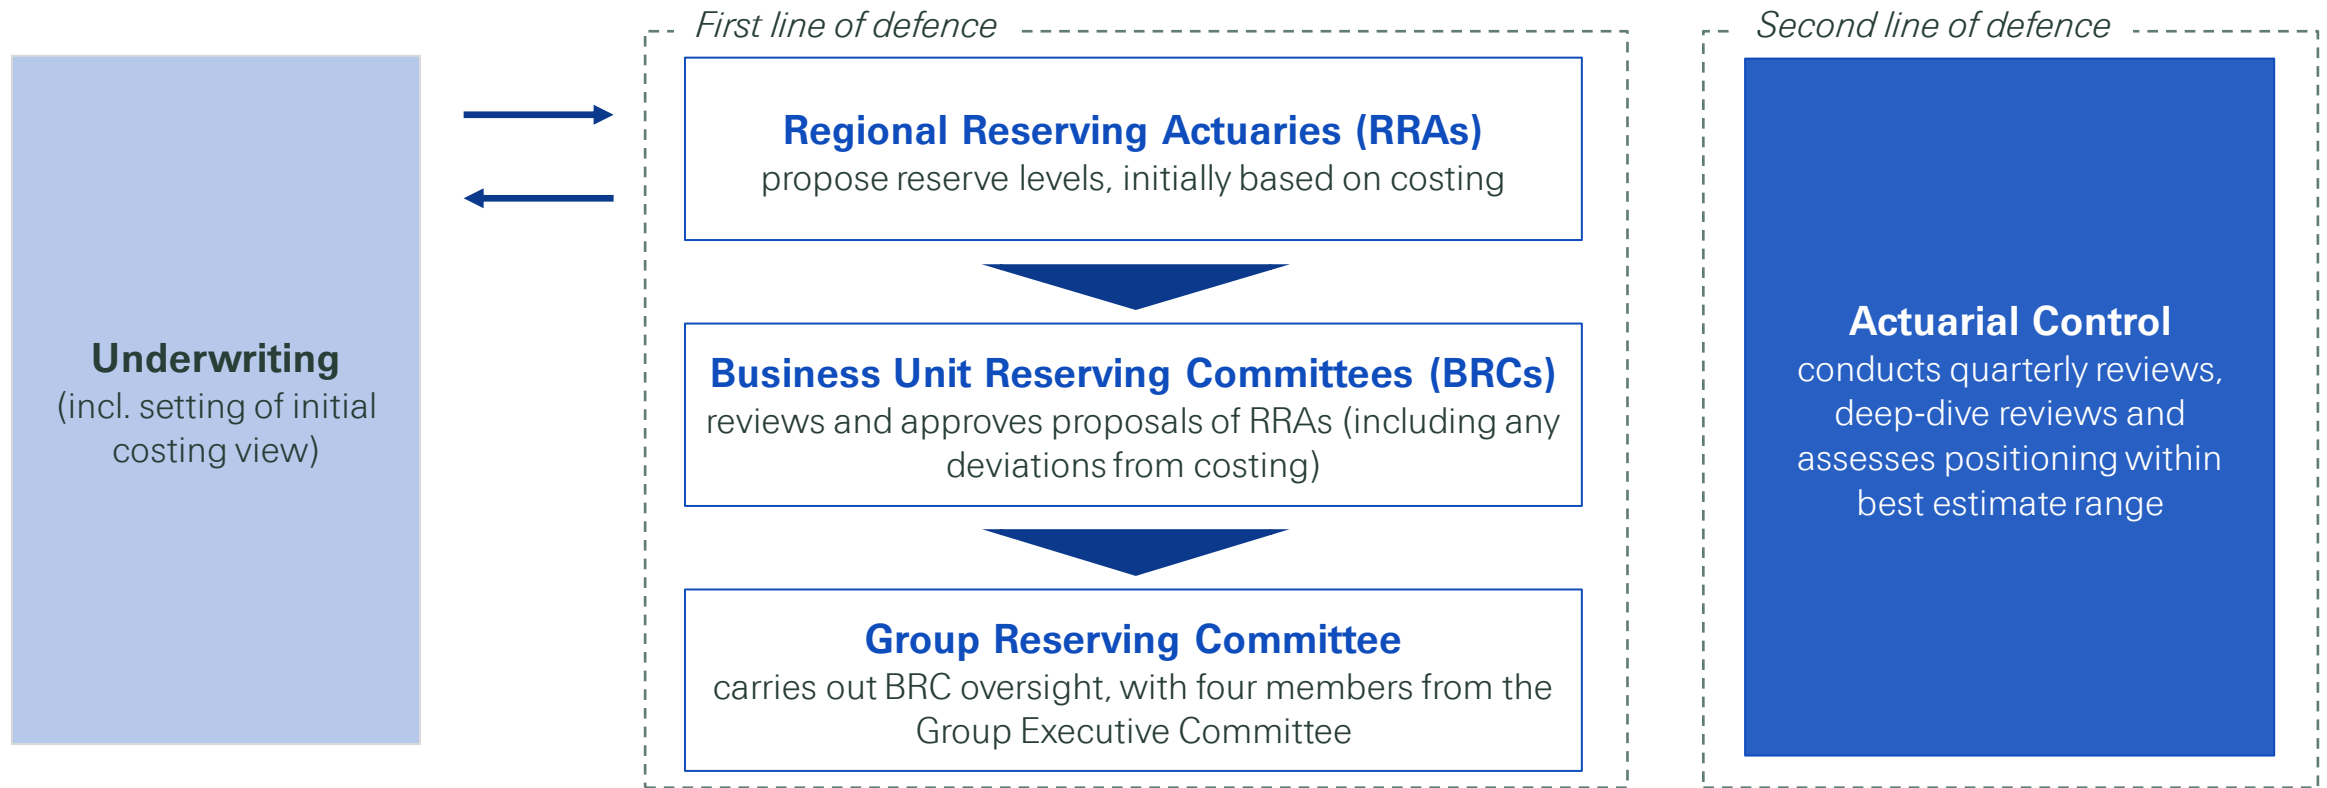 First line of defence
Second line of defence
Underwriting
(incl. setting of initial
costing view)
Regional Reserving Actuaries (RRAs)
propose reserve levels, initially based on costing
Business Unit Reserving Committees (BRCs)
reviews and approves proposals of RRAs (including any
deviations from costing)
Group Reserving Committee
carries out BRC oversight, with four members from the
Group Executive Committee
Actuarial Control
conducts quarterly reviews,
deep-dive reviews and
assesses positioning within
best estimate range